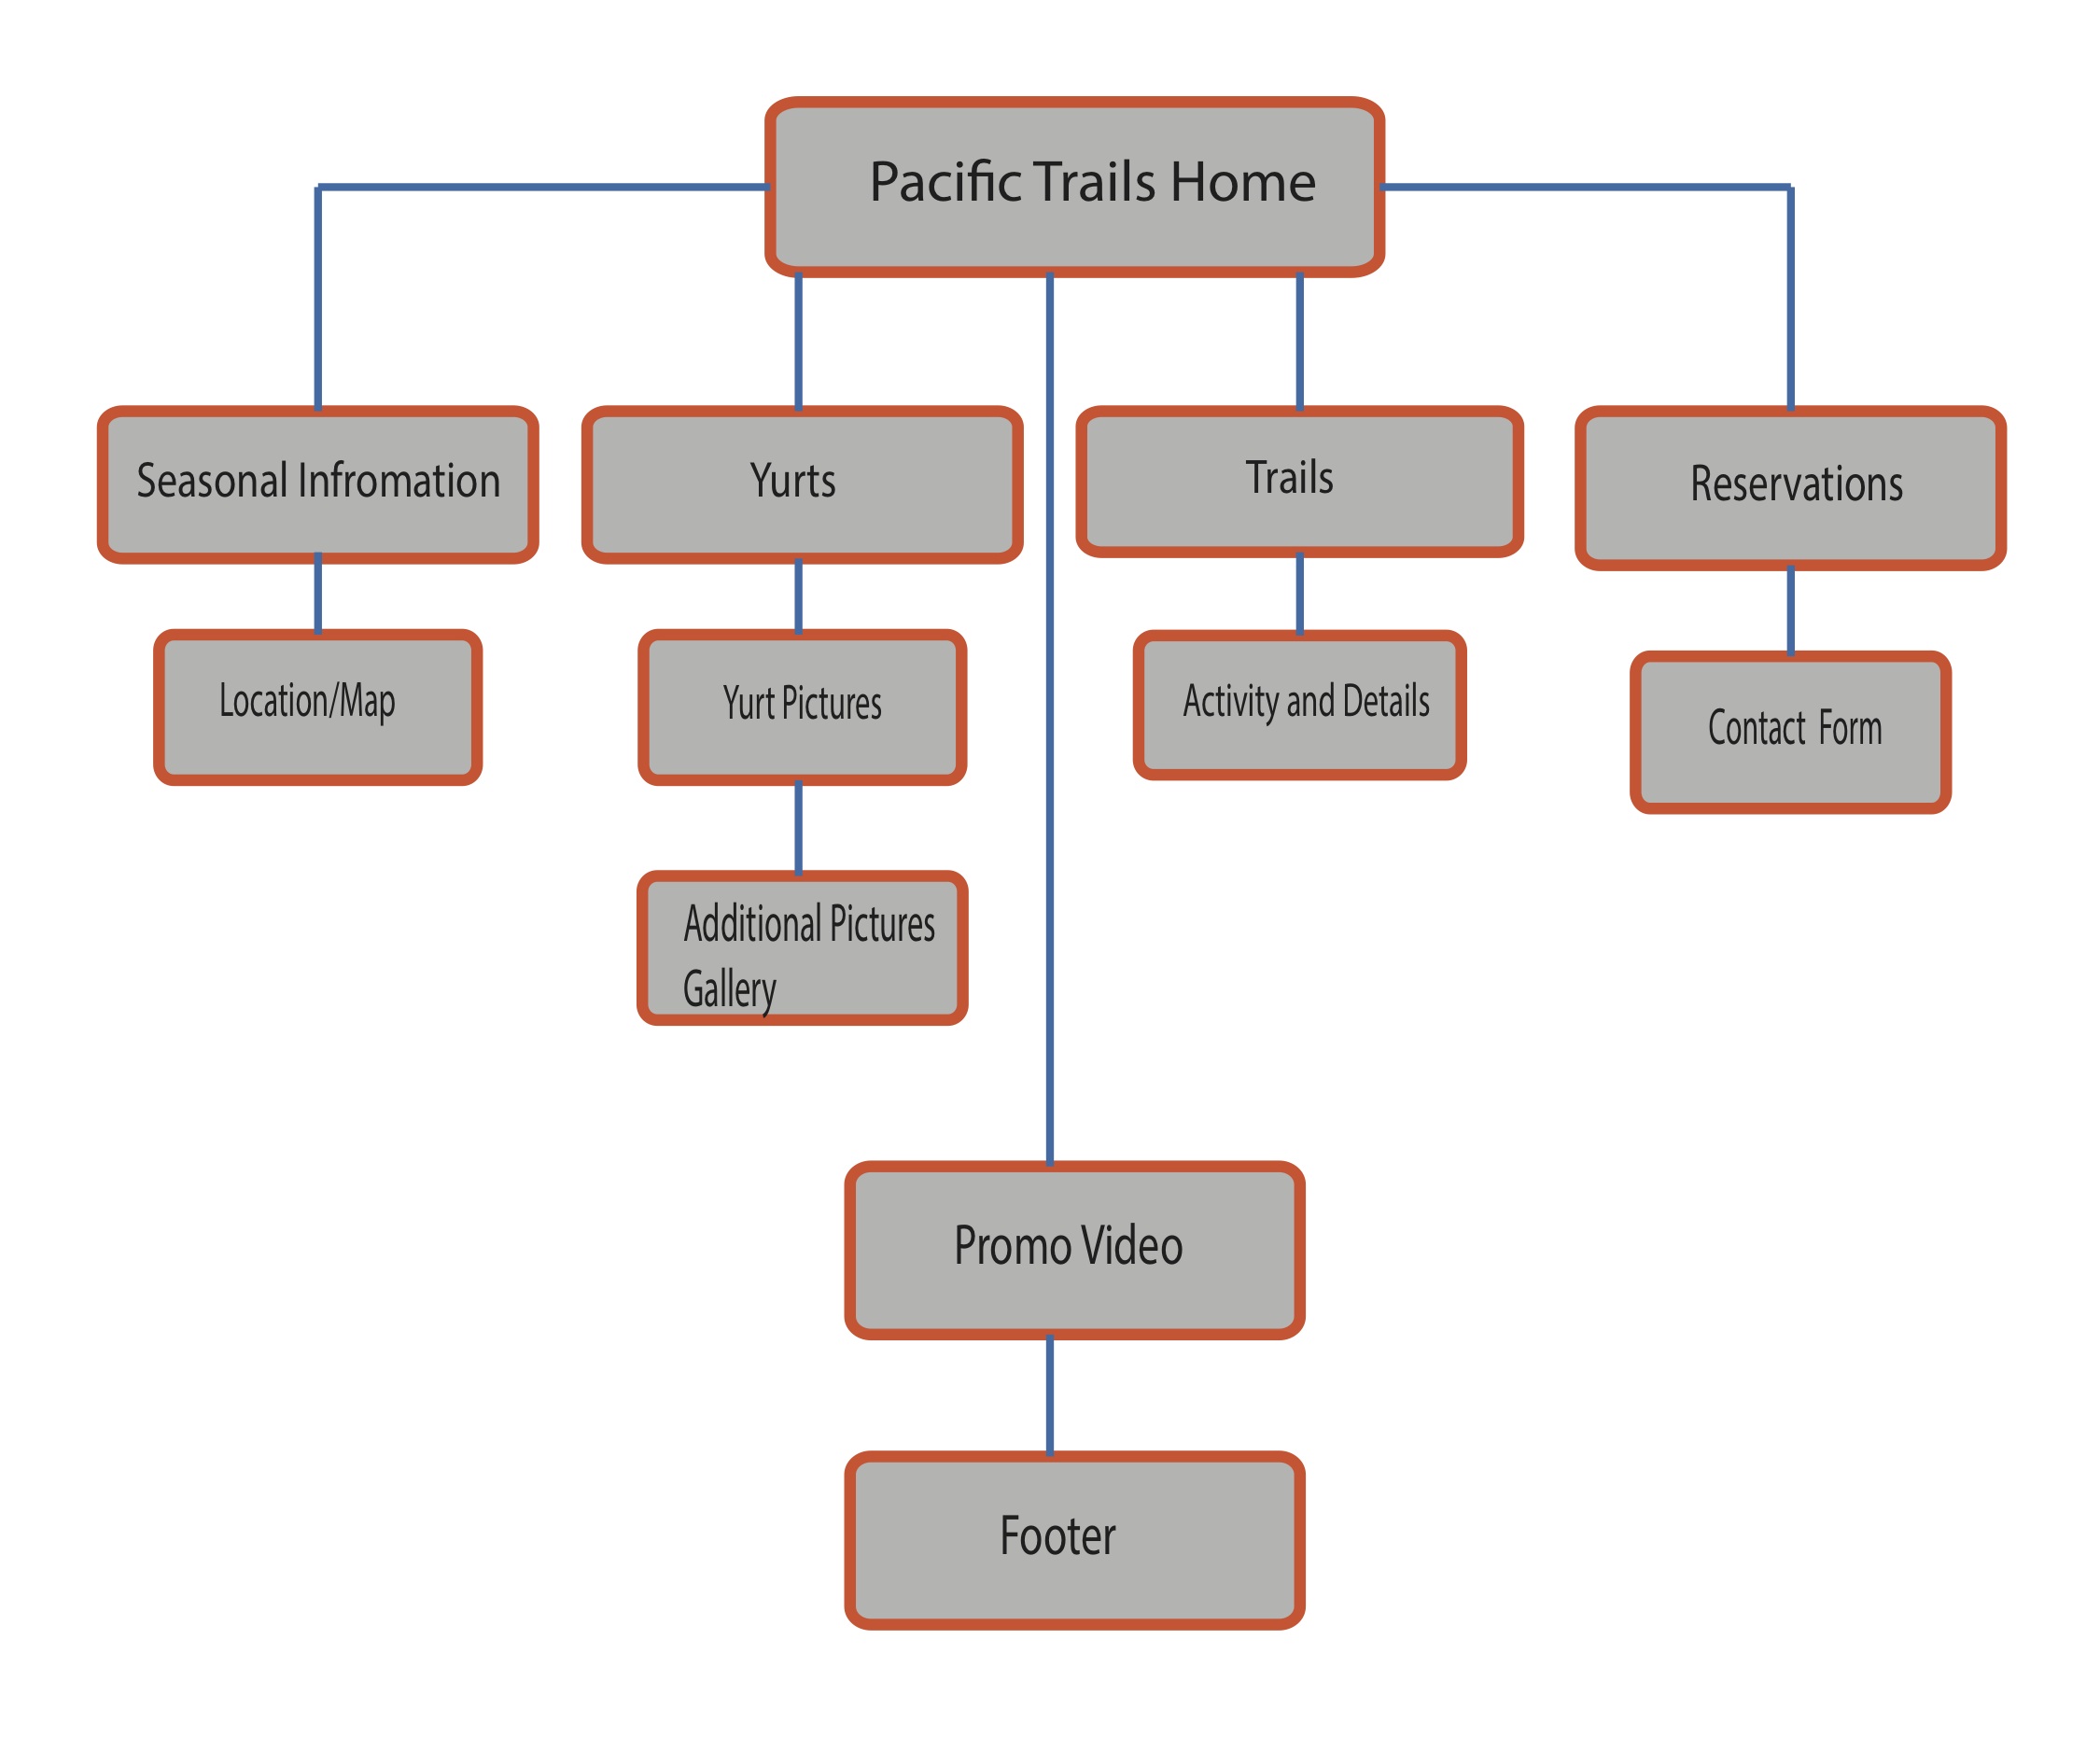 Pacific Trails Home
Seasonal Infromation
Yurts
Trails
Reservations
Location/Map
Yurt Pictures
Activity and Details
Contact Form
Additional Pictures
Gallery
Promo Video
Footer